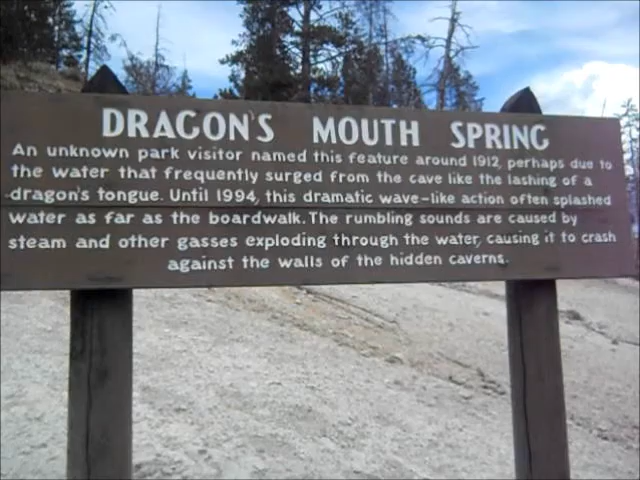 DRAGON'S MOUTH SPRING
An unknown park visitor named this feature around 1912, perhaps due to
the water that frequently surged from the cave like the lashing of a
dragon's tongue. Until 1994, this dramatic wave-like action often splashed
water as far as the boardwalk. The rumbling sounds are caused by
steam and other gasses exploding through the water, causing it to crash
against the walls of the hidden caverns.